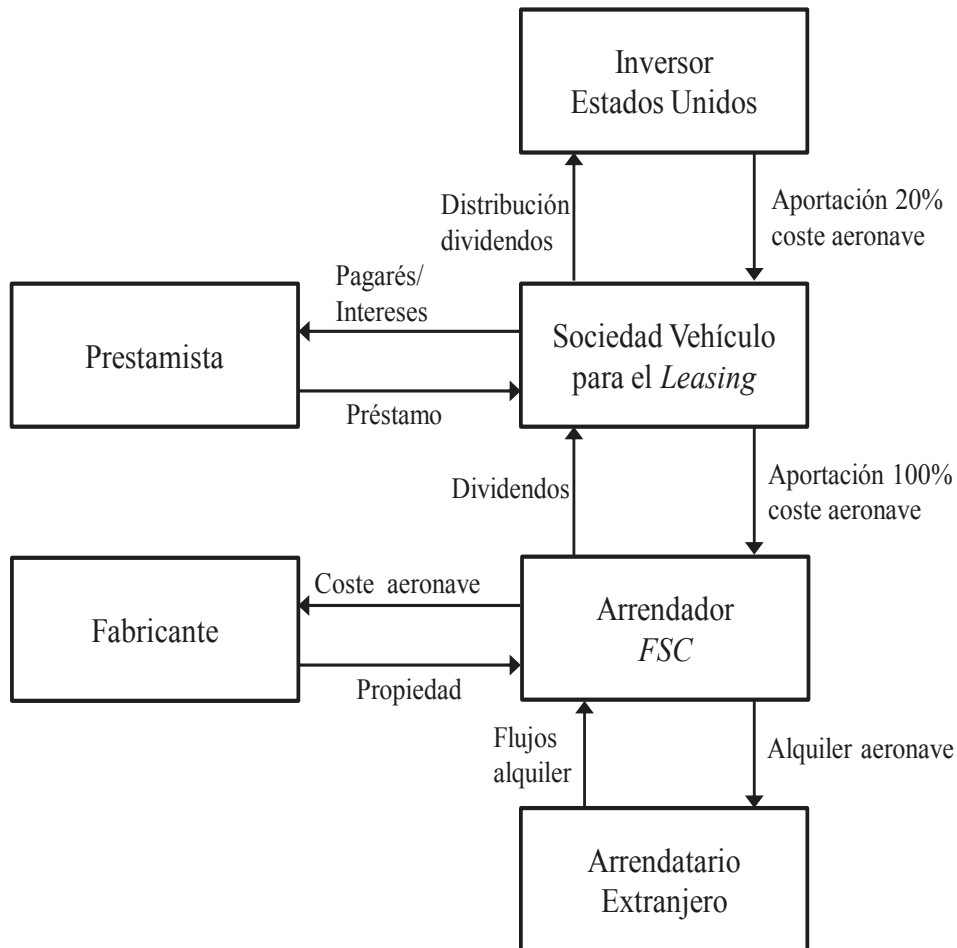 Inversor
Estados Unidos
Distribución
dividendos
Aportación 20%
coste aeronave
Pagarés/
Intereses
Prestamista
Sociedad Vehículo
para el Leasing
Préstamo
Dividendos
Aportación 100%
coste aeronave
Coste aeronave
Fabricante
Arrendador
FSC
Propiedad
Flujos
alquiler
Alquiler aeronave
Arrendatario
Extranjero